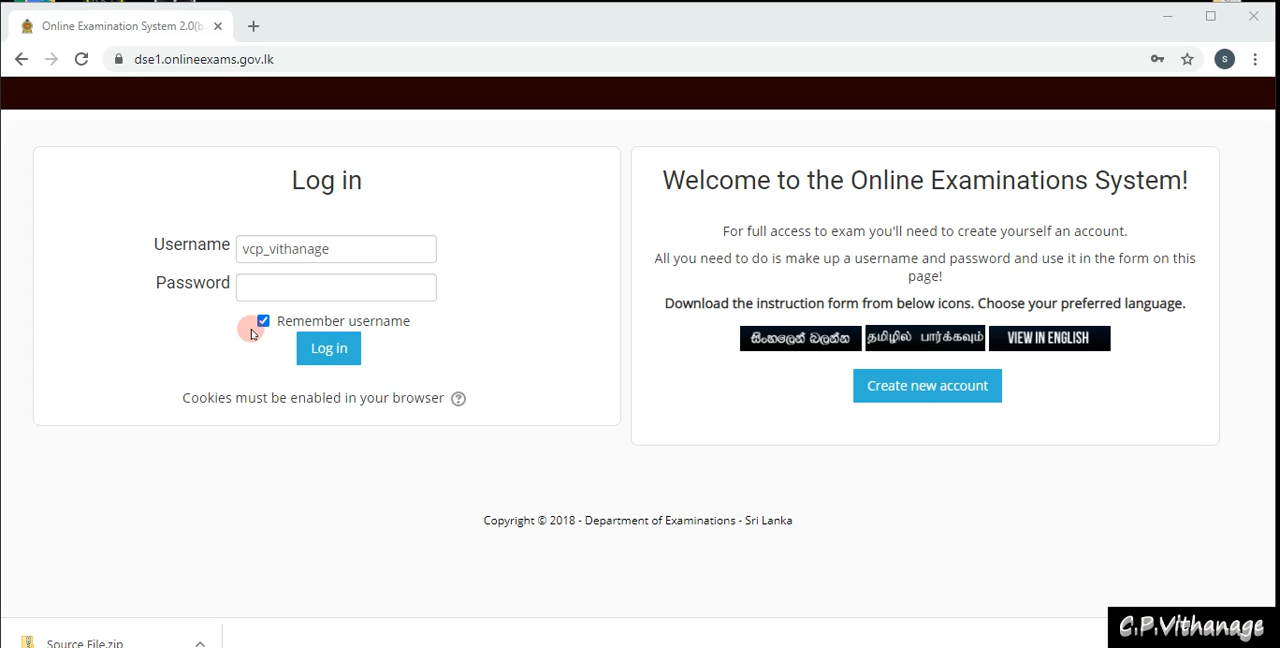 Online Examination System 2.0(b
dse1.onlineexams.gov.lk
S
Log in
Username
vcp_vithanage
Password
Remember username
Log in
Cookies must be enabled in your browser
Welcome to the Online Examinations System!
For full access to exam you'll need to create yourself an account.
All you need to do is make up a username and password and use it in the form on this
page!
Download the instruction form from below icons. Choose your preferred language.
සිංහලෙන් බලන්න தமிழில் பார்க்கவும் VIEW IN ENGLISH
Create new account
Copyright © 2018 - Department of Examinations - Sri Lanka
Source File.zip
C.P.Vithanage